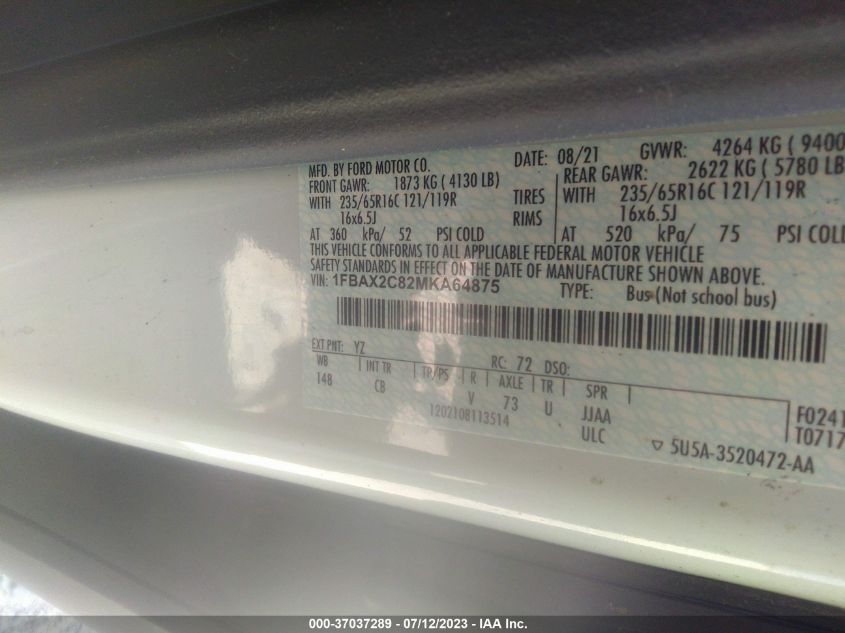 MFD. BY FORD MOTOR CO. DATE: 08/21 GVWR: 4264 KG ( 9400
FRONT GAWR: 1873 KG ( 4130 LB) REAR GAWR: 2622 KG ( 5780 LB
WITH 235/65R16C 121/119R TIRES WITH 235/65R16C 121/119R
16x6.5J RIMS 16x6.5J
AT 360 kPa/ 52 PSI COLD AT 520 kPa/ 75 PSI COLD
THIS VEHICLE CONFORMS TO ALL APPLICABLE FEDERAL MOTOR VEHICLE
SAFETY STANDARDS IN EFFECT ON THE DATE OF MANUFACTURE SHOWN ABOVE.
VIN: 1FBAX2C82MKA64875 TYPE: Bus (Not school bus)
EXT PNT: YZ RC: 72 DSO:
WB INT TR TP/PS R AXLE TR SPR
148 CB V 73 U JJAA F0241
1202108113514 ULC T0717
▽ 5U5A-3520472-AA
000-37037289 - 07/12/2023 - IAA Inc.